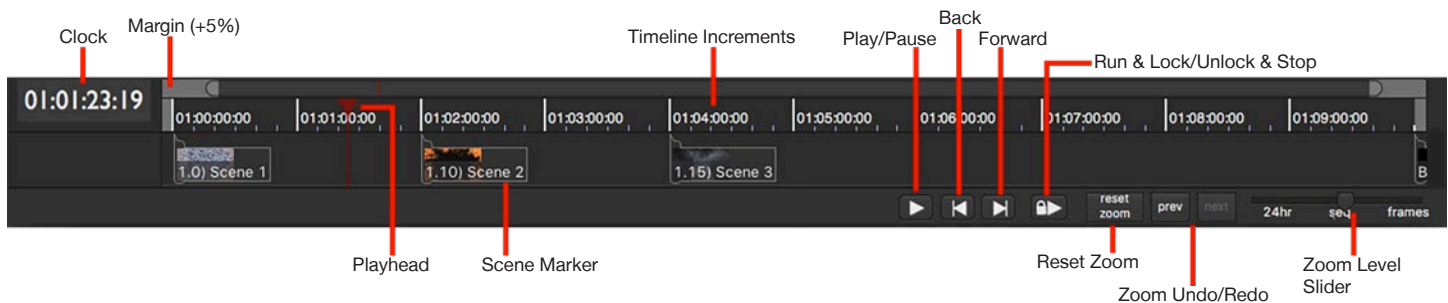 Clock
Margin (+5%)
Timeline Increments
Play/Pause
Back
Forward
Run & Lock/Unlock & Stop
01:01:23:19
01:00:00:00
01:01:00:00
01:02:00:00
01:03:00:00
01:04:00:00
01:05:00:00
01:06:00:00
01:07:00:00
01:08:00:00
01:09:00:00
1.0) Scene 1
1.10) Scene 2
1.15) Scene 3
B
reset
zoom
prev
next
24hr
frames
Playhead
Scene Marker
Reset Zoom
Zoom Undo/Redo
Zoom Level
Slider